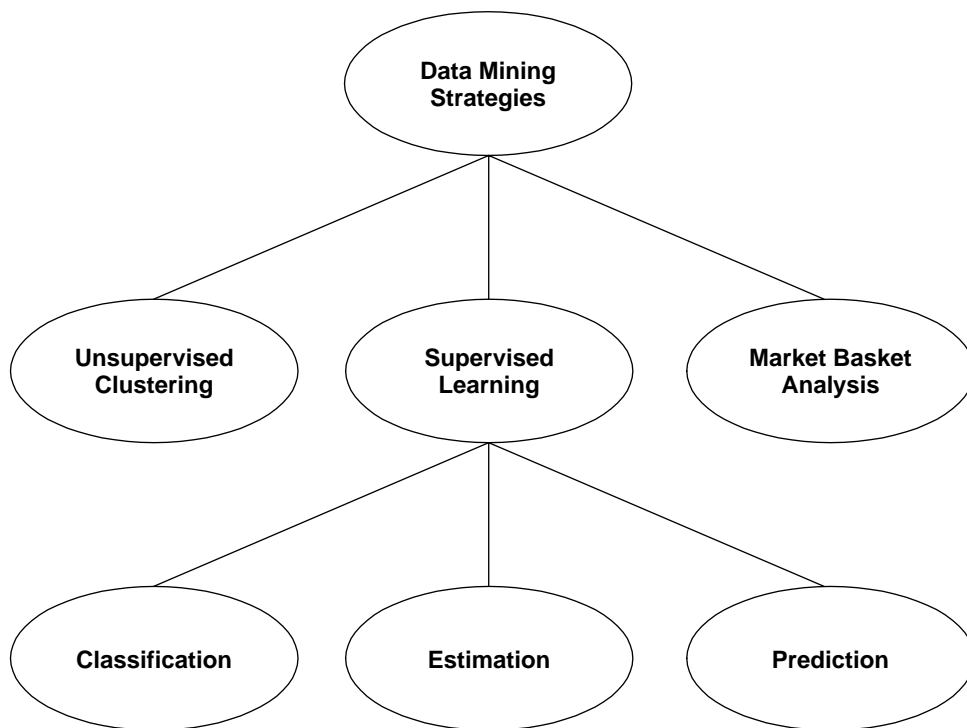 Data Mining
Strategies
Unsupervised
Clustering
Supervised
Learning
Market Basket
Analysis
Classification
Estimation
Prediction